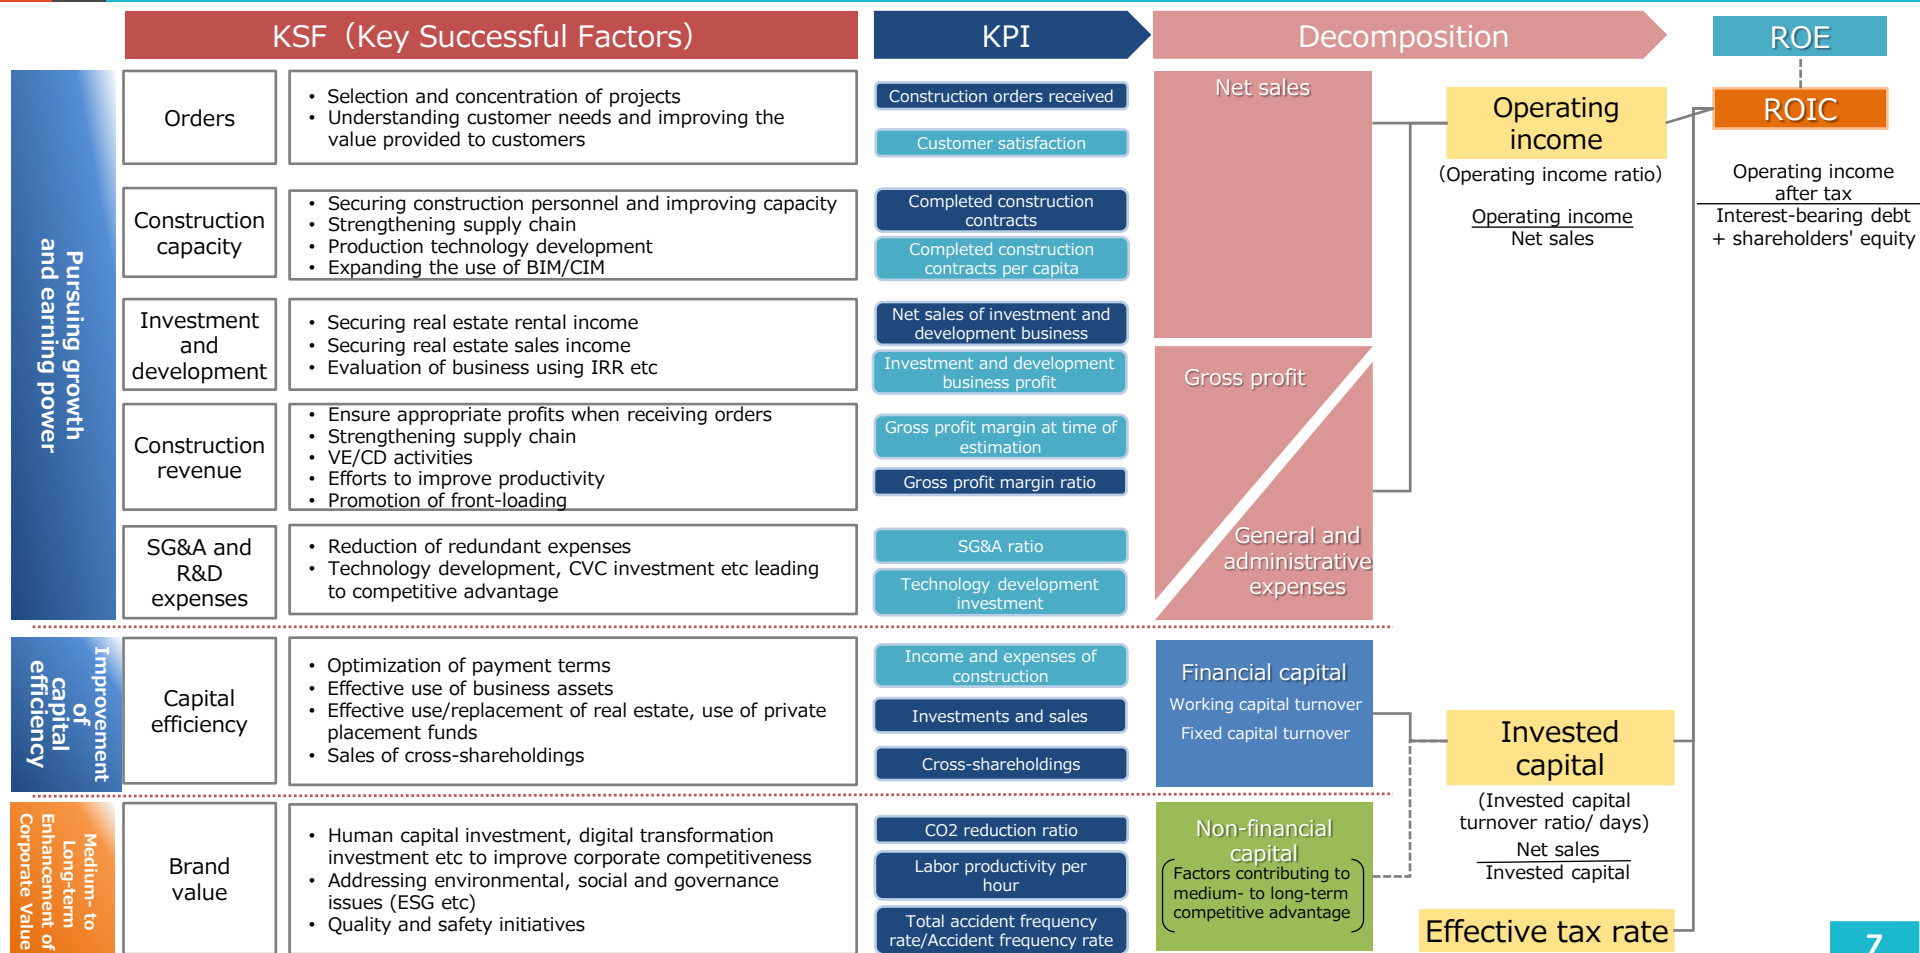 KSF（Key Successful Factors）
KPI
Decomposition
ROE
ROIC
Operating income
after tax
Interest-bearing debt
+ shareholders' equity
Pursuing growth
and earning power
Orders
• Selection and concentration of projects
• Understanding customer needs and improving the
value provided to customers
Construction orders received
Customer satisfaction
Construction
capacity
• Securing construction personnel and improving capacity
• Strengthening supply chain
• Production technology development
• Expanding the use of BIM/CIM
Completed construction
contracts
Completed construction
contracts per capita
Investment
and
development
• Securing real estate rental income
• Securing real estate sales income
• Evaluation of business using IRR etc
Net sales of investment and
development business
Investment and development
business profit
Construction
revenue
• Ensure appropriate profits when receiving orders
• Strengthening supply chain
• VE/CD activities
• Efforts to improve productivity
• Promotion of front-loading
Gross profit margin at time of
estimation
Gross profit margin ratio
SG&A and
R&D
expenses
• Reduction of redundant expenses
• Technology development, CVC investment etc leading
to competitive advantage
SG&A ratio
Technology development
investment
Net sales
Gross profit
General and
administrative
expenses
Operating
income
（Operating income ratio）
Operating income
Net sales
Improvement
of
capital
efficiency
Capital
efficiency
• Optimization of payment terms
• Effective use of business assets
• Effective use/replacement of real estate, use of private
placement funds
• Sales of cross-shareholdings
Income and expenses of
construction
Investments and sales
Cross-shareholdings
Financial capital
Working capital turnover
Fixed capital turnover
Invested
capital
(Invested capital
turnover ratio/ days)
Net sales
Invested capital
Medium- to
Long-term
Enhancement of
Corporate Value
Brand
value
• Human capital investment, digital transformation
investment etc to improve corporate competitiveness
• Addressing environmental, social and governance
issues (ESG etc)
• Quality and safety initiatives
CO2 reduction ratio
Labor productivity per
hour
Total accident frequency
rate/Accident frequency rate
Non-financial
capital
Factors contributing to
medium- to long-term
competitive advantage
Effective tax rate
7